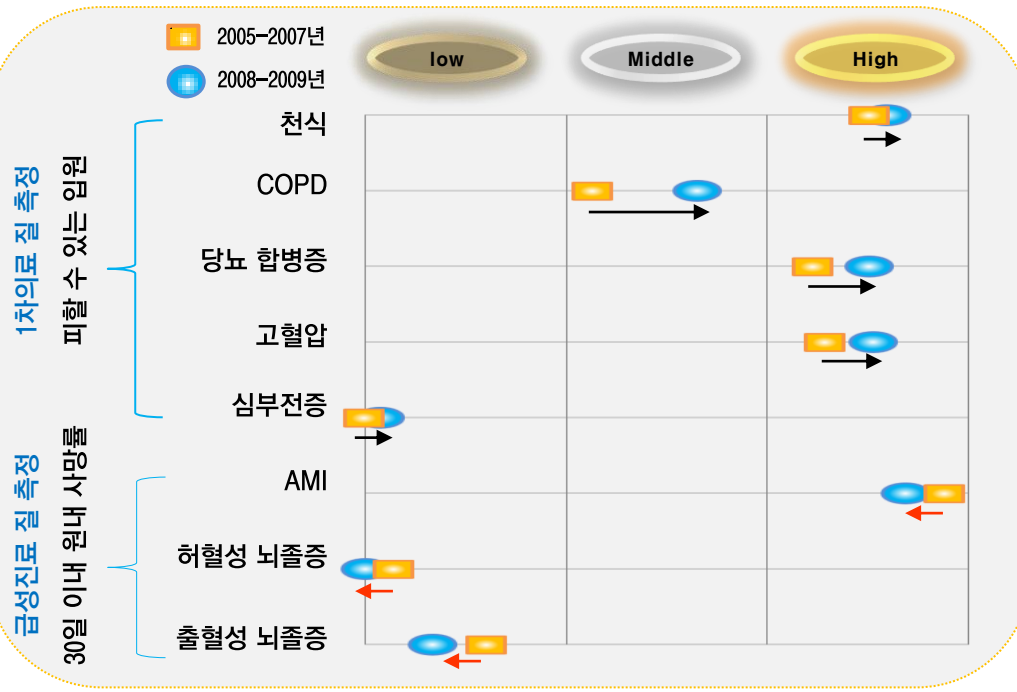 2005-2007년
2008-2009년
low
Middle
High
1차의료 질 측정
피할 수 있는 입원
천식
COPD
당뇨 합병증
고혈압
심부전증
급성진료 질 측정
30일 이내 원내 사망률
AMI
허혈성 뇌졸증
출혈성 뇌졸증